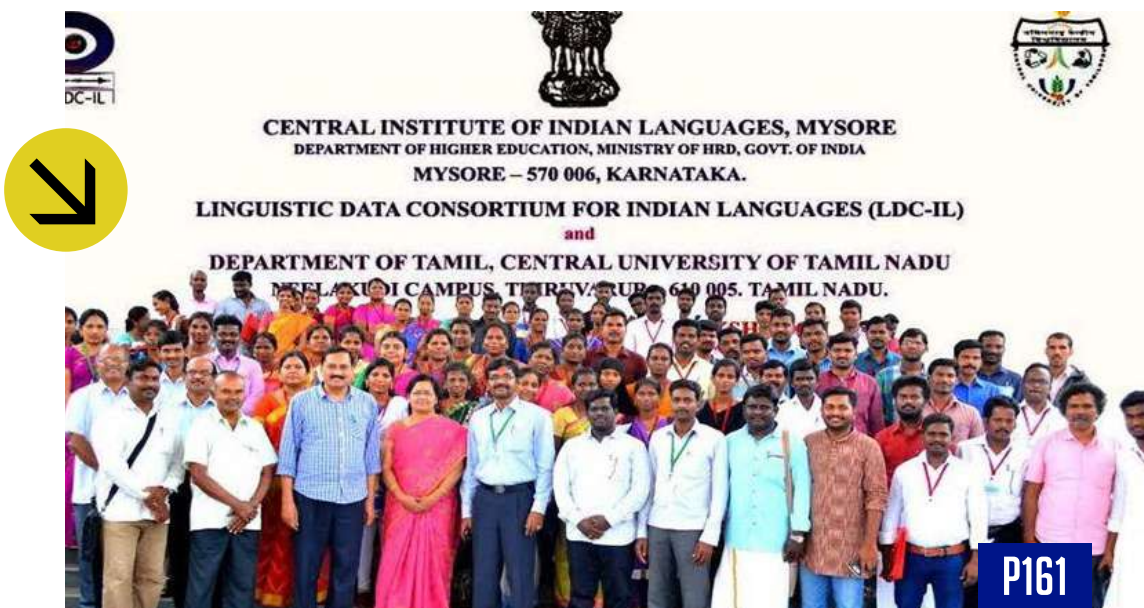 DC-IL
CENTRAL INSTITUTE OF INDIAN LANGUAGES, MYSORE
DEPARTMENT OF HIGHER EDUCATION, MINISTRY OF HRD, GOVT. OF INDIA
MYSORE – 570 006, KARNATAKA.
LINGUISTIC DATA CONSORTIUM FOR INDIAN LANGUAGES (LDC-IL)
and
DEPARTMENT OF TAMIL, CENTRAL UNIVERSITY OF TAMIL NADU
CAMPUS, 005. TAMIL NADU.
P161